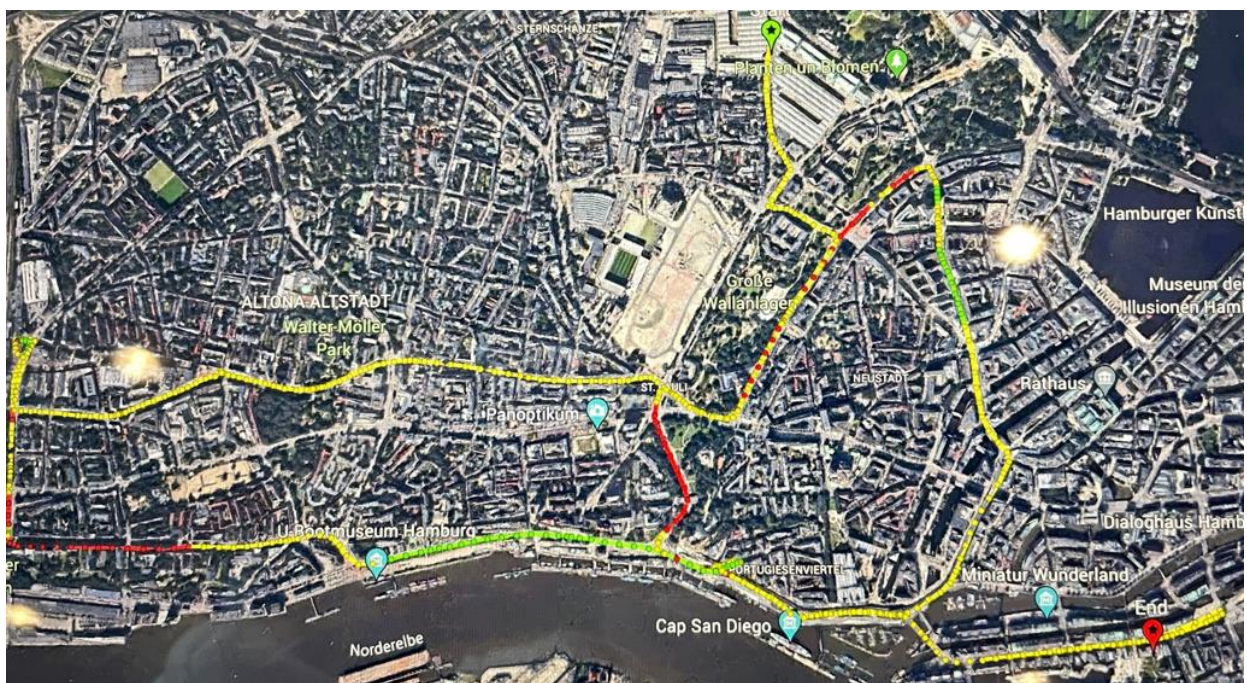 STERNSCHANZE
Planten un Blomen
Hamburger Kunst
Museum de
Illusionen Hamb
Große
Wallanlagen
ALTONA-ALTSTADT
Walter-Möller
Park
ST. PAULI
NEUSTADT
Rathaus
Panoptikum
U-Bootmuseum Hamburg
Dialoghaus Hamb
PORTUGIESENVIERTEL
Miniatur Wunderland
End
Cap San Diego
Norderelbe